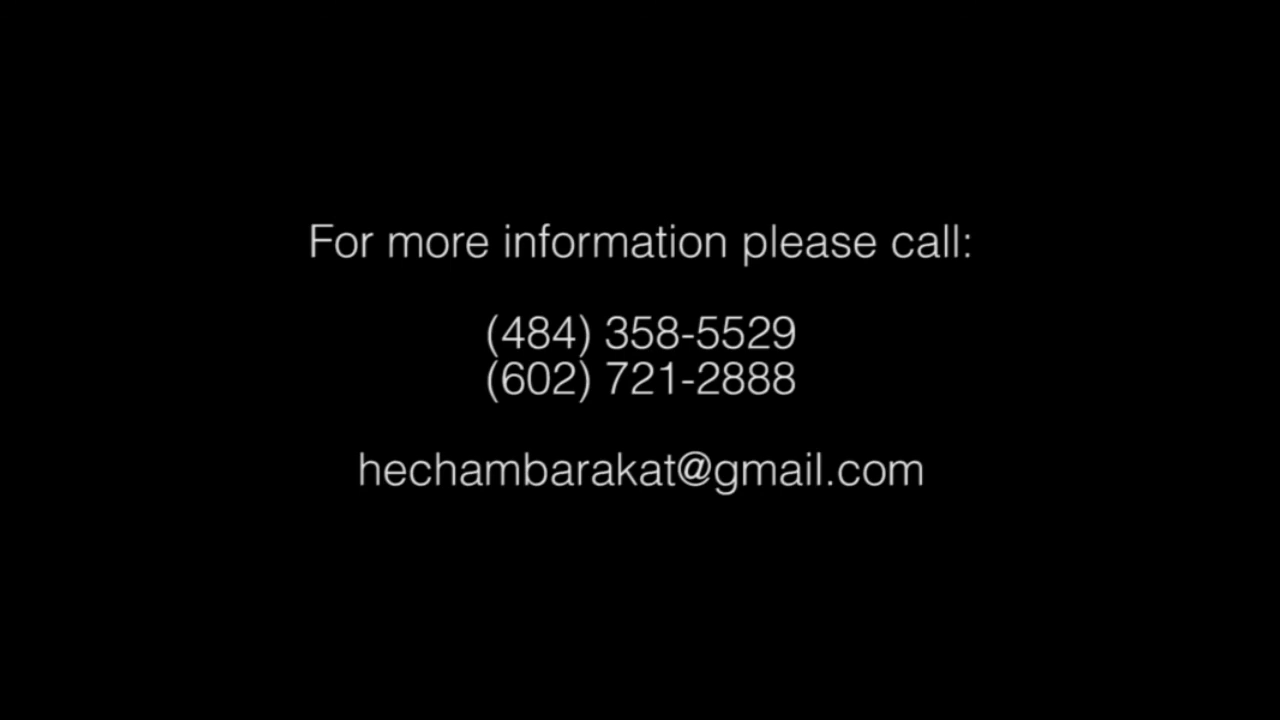 For more information please call:
(484) 358-5529
(602) 721-2888
hechambarakat@gmail.com